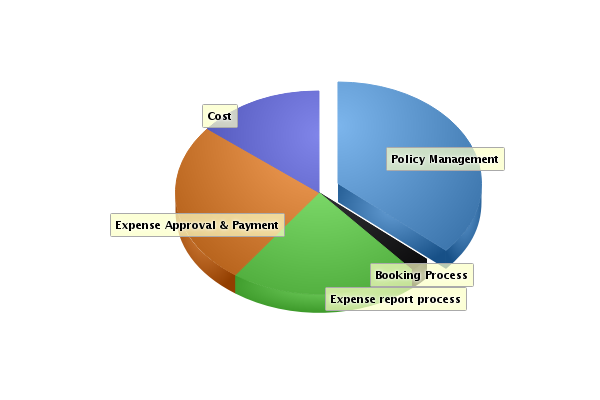 Cost
Policy Management
Expense Approval & Payment
Booking Process
Expense report process